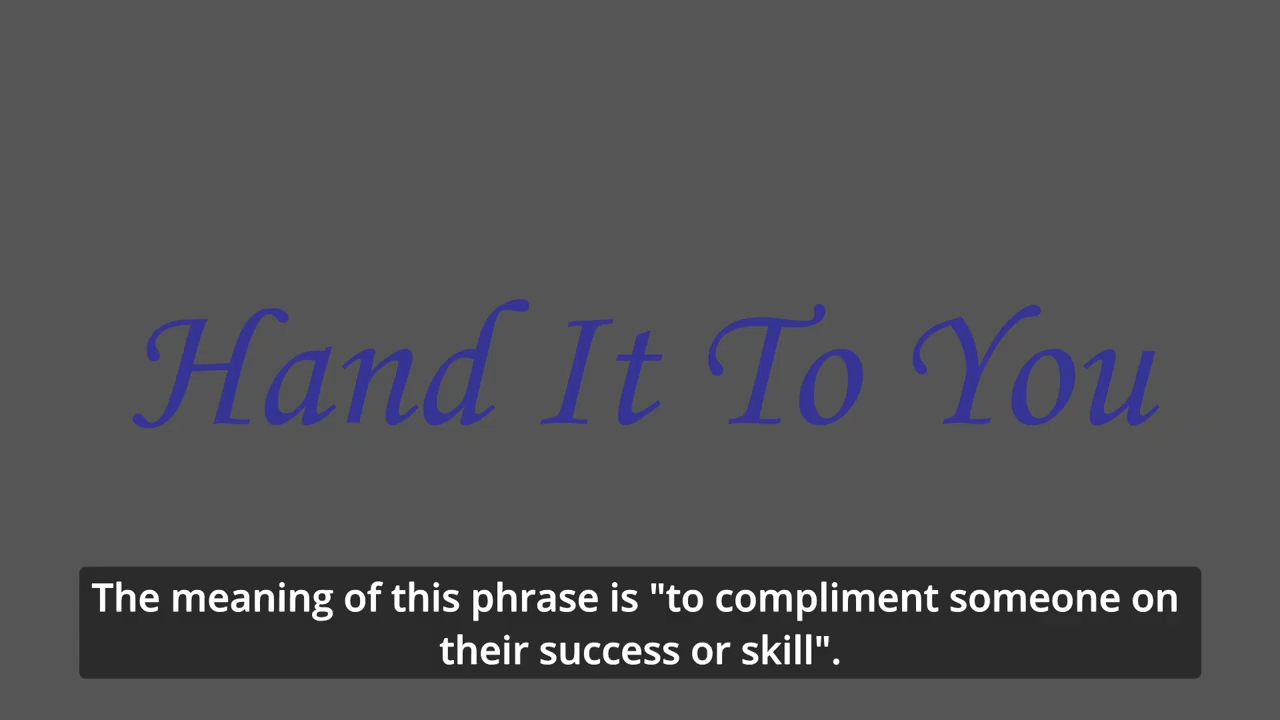 Hand It To You
The meaning of this phrase is "to compliment someone on
their success or skill".